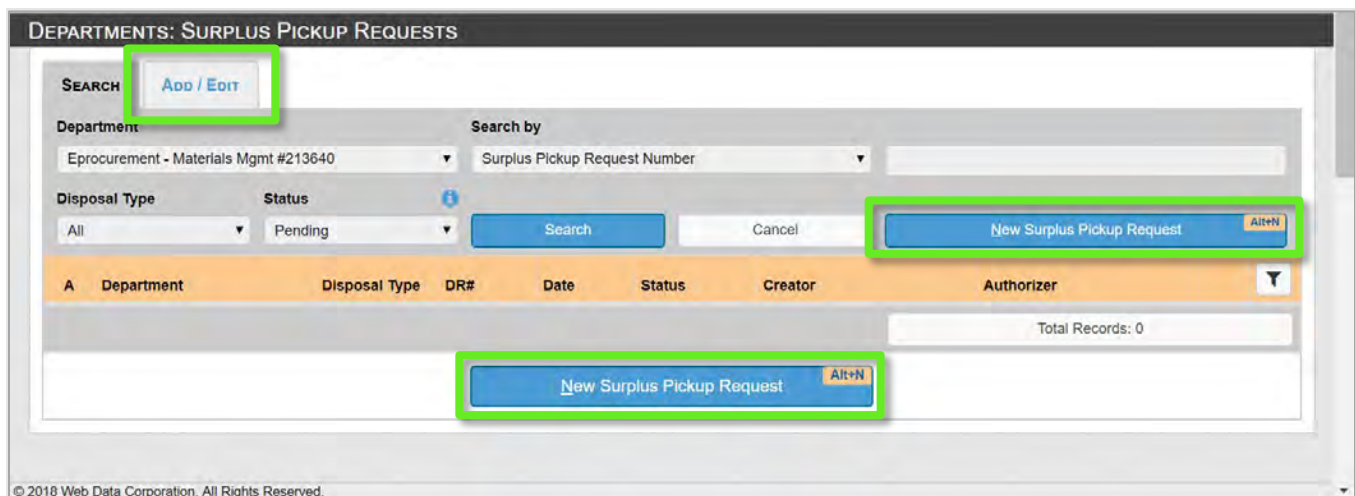 DEPARTMENTS: SURPLUS PICKUP REQUESTS
SEARCH ADD / EDIT
Department Search by
Eprocurement - Materials Mgmt #213640 Surplus Pickup Request Number
Disposal Type Status
All Pending Search Cancel New Surplus Pickup Request Alt+N
A Department Disposal Type DR# Date Status Creator Authorizer
Total Records: 0
New Surplus Pickup Request Alt+N
© 2018 Web Data Corporation. All Rights Reserved.